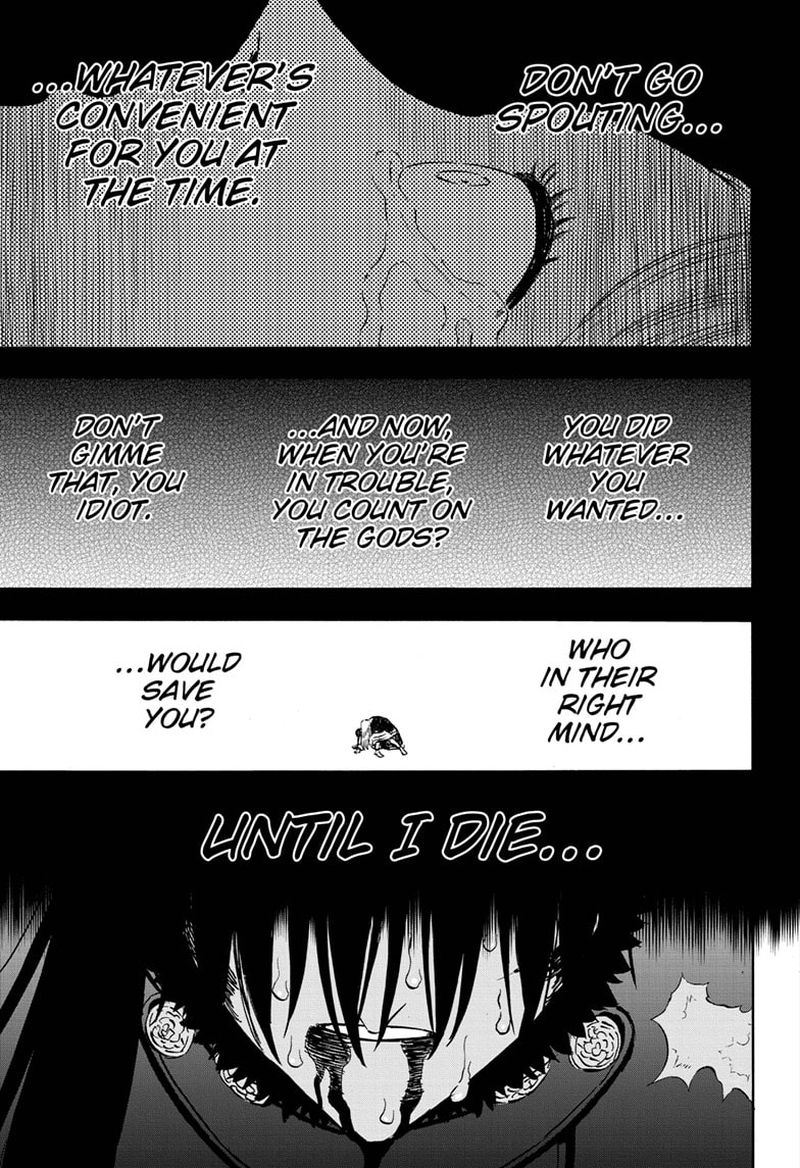 DON'T GO
SPOUTING...
...WHATEVER'S
CONVENIENT
FOR YOU AT
THE TIME.
YOU DID
WHATEVER
YOU
WANTED...
...AND NOW,
WHEN YOU'RE
IN TROUBLE,
YOU COUNT ON
THE GODS?
DON'T
GIMME
THAT, YOU
IDIOT.
WHO
IN THEIR
RIGHT
MIND...
...WOULD
SAVE
YOU?
UNTIL I DIE...